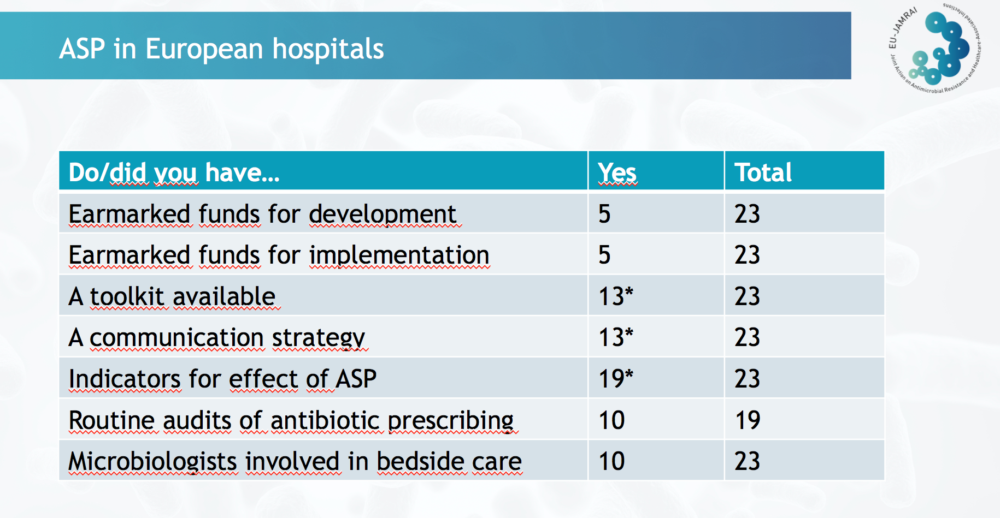 ASP in European hospitals
EU-JAMRAI
Joint Action on Antimicrobial Resistance and Healthcare-Associated Infections
Do/did you have... Yes Total
Earmarked funds for development 5 23
Earmarked funds for implementation 5 23
A toolkit available 13* 23
A communication strategy 13* 23
Indicators for effect of ASP 19* 23
Routine audits of antibiotic prescribing 10 19
Microbiologists involved in bedside care 10 23